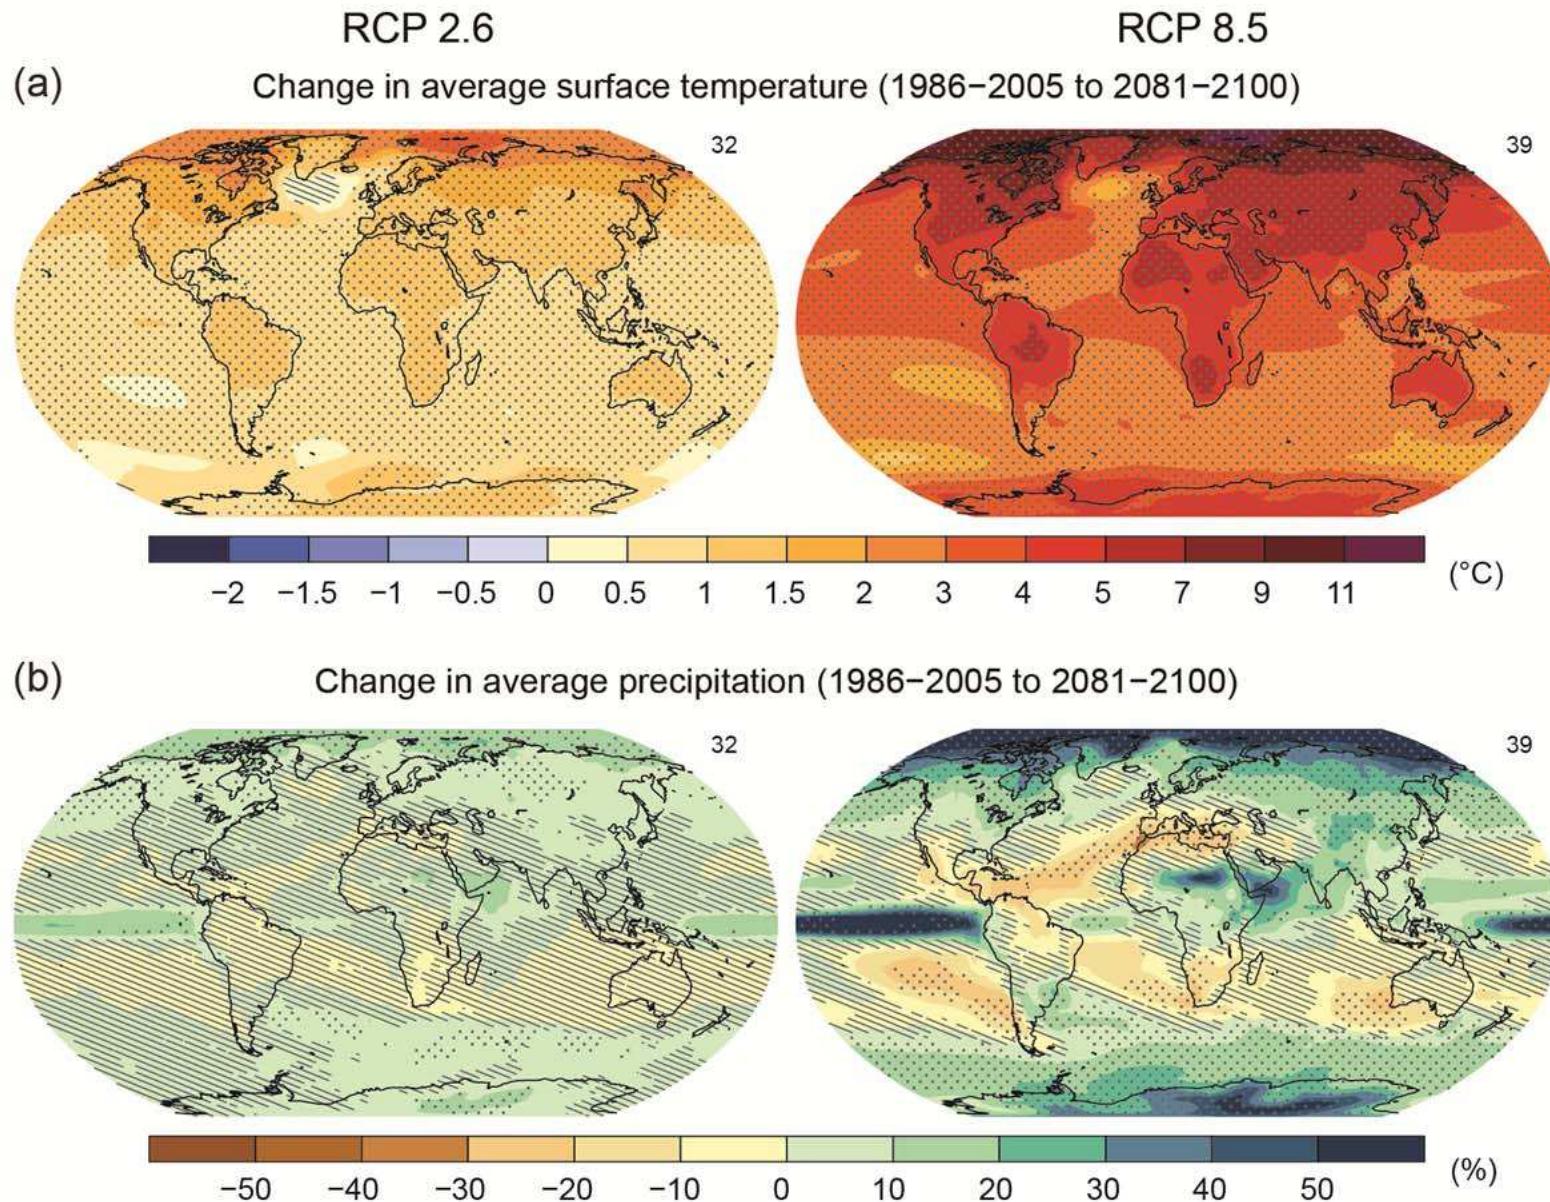 RCP 2.6 RCP 8.5
(a) Change in average surface temperature (1986−2005 to 2081−2100)
32 39
−2 −1.5 −1 −0.5 0 0.5 1 1.5 2 3 4 5 7 9 11 (°C)
(b) Change in average precipitation (1986−2005 to 2081−2100)
32 39
−50 −40 −30 −20 −10 0 10 20 30 40 50 (%)